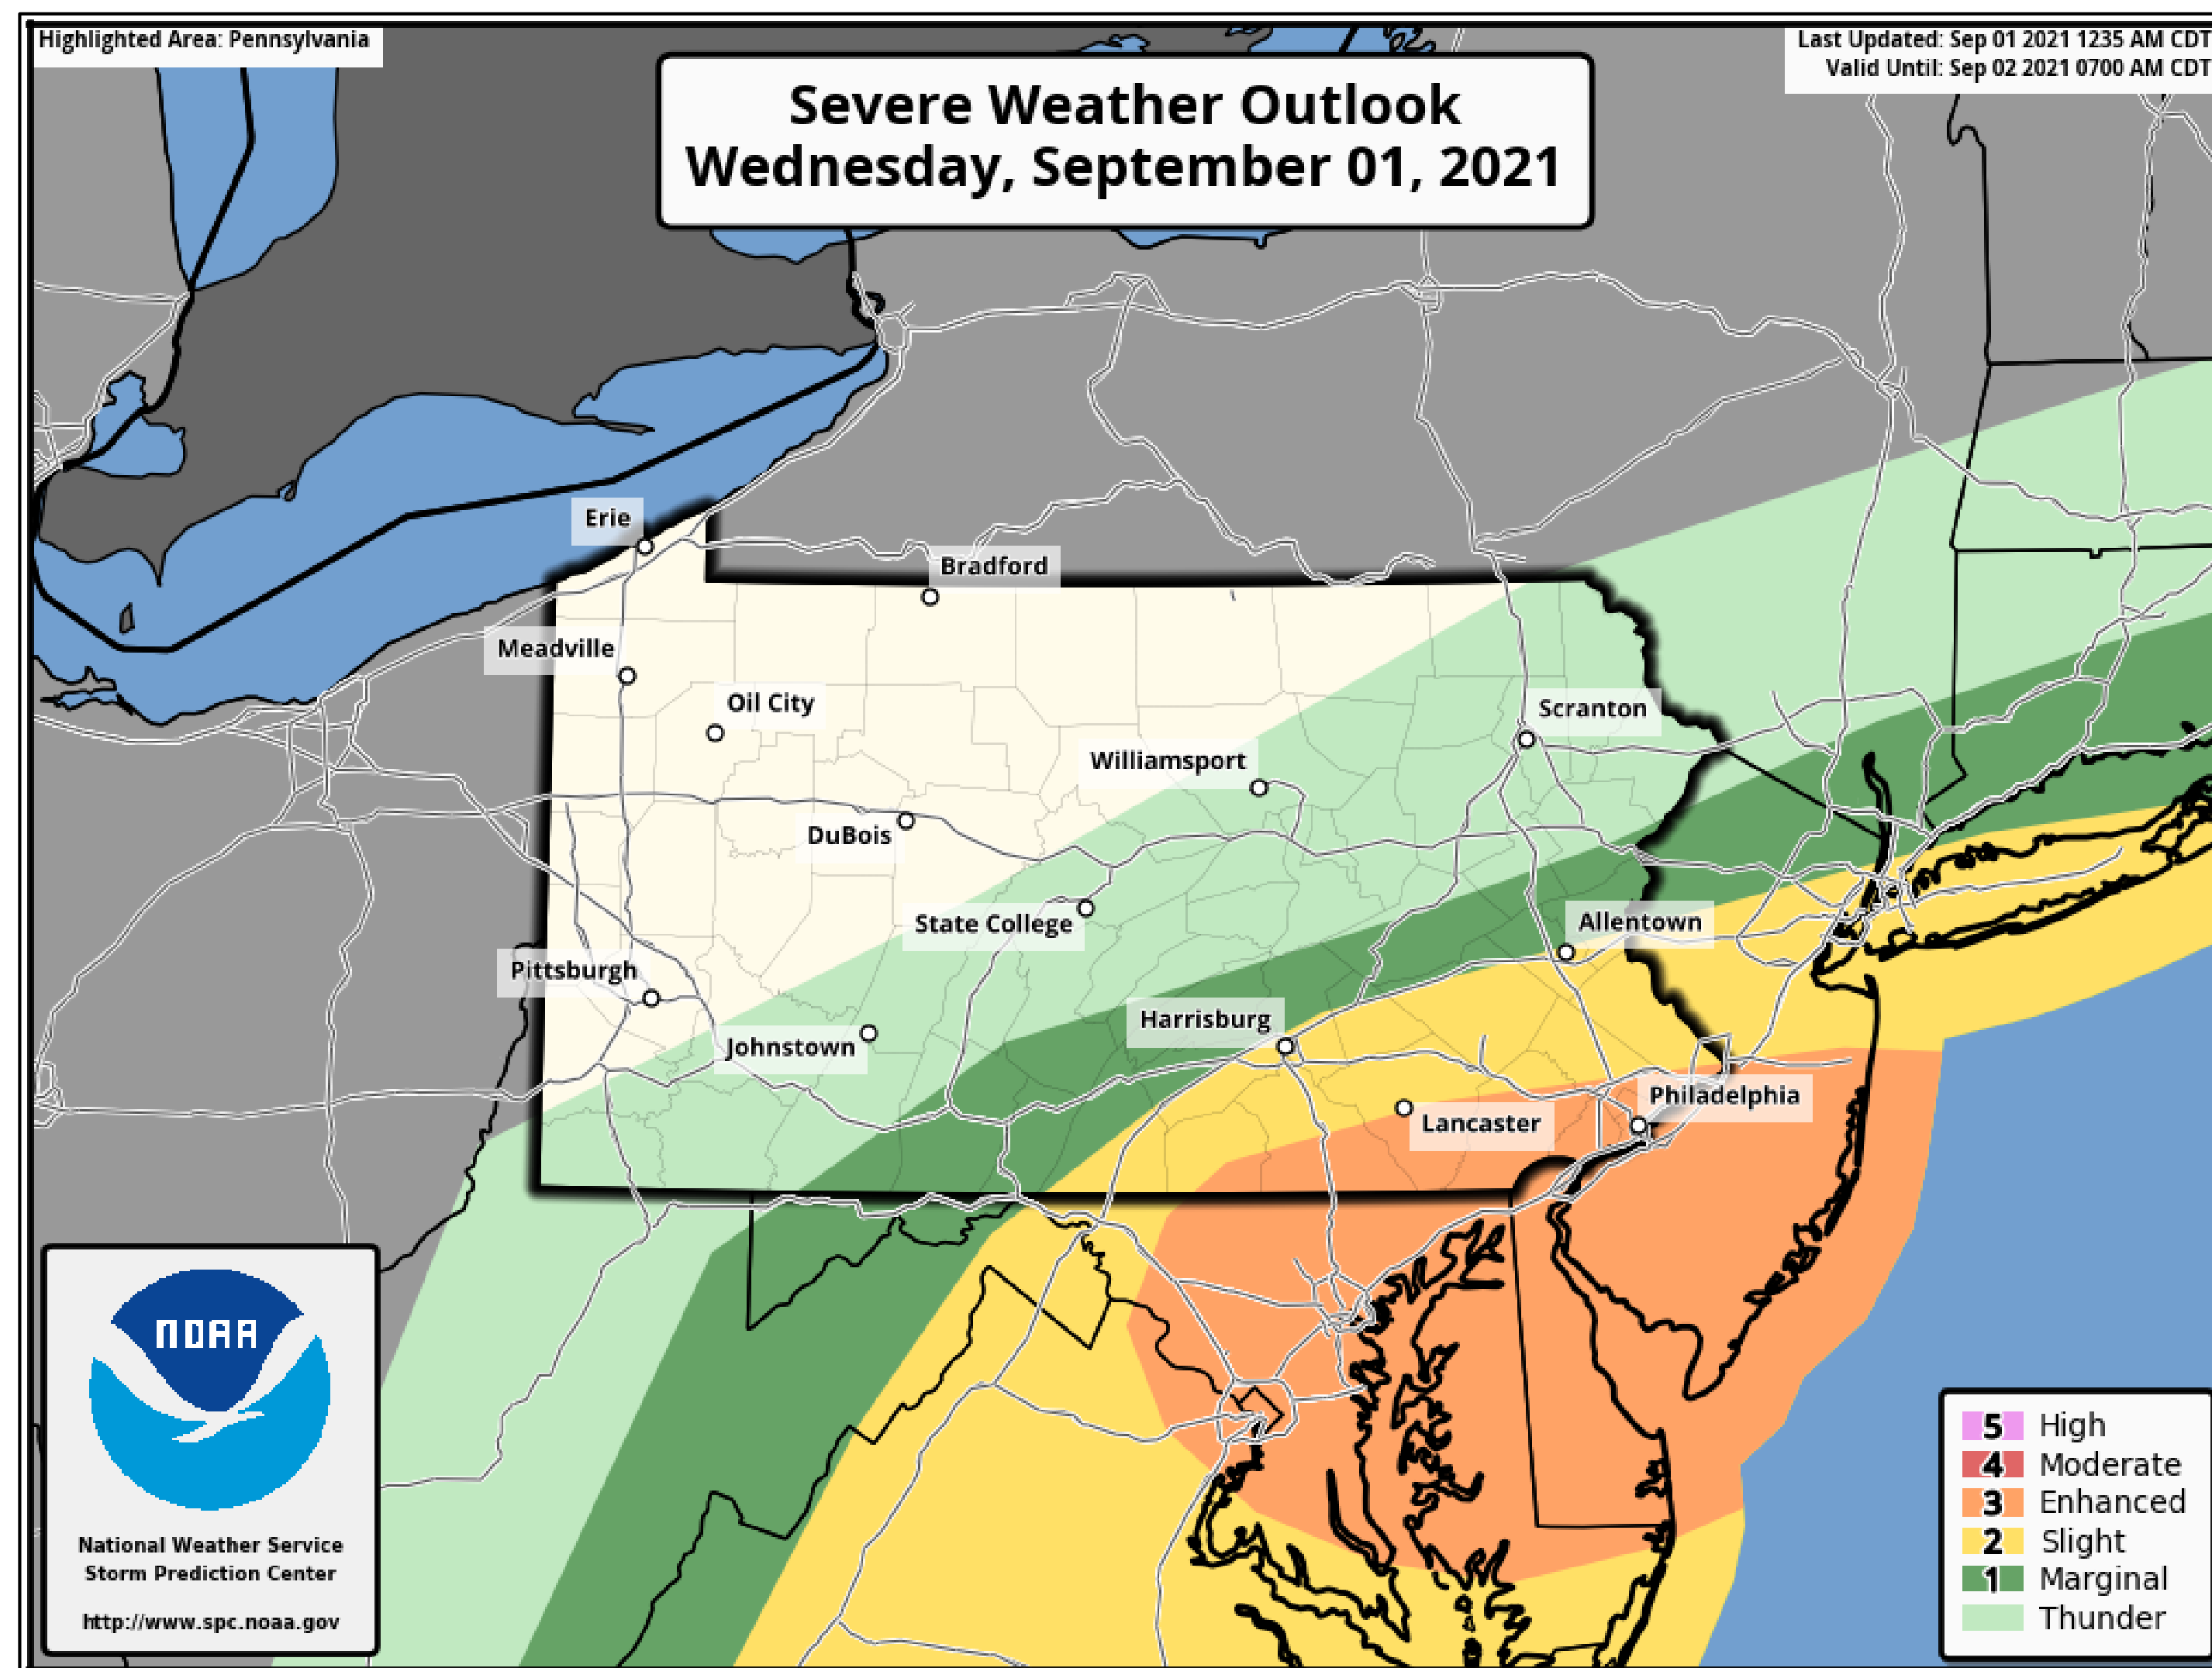 Highlighted Area: Pennsylvania
Last Updated: Sep 01 2021 1235 AM CDT
Valid Until: Sep 02 2021 0700 AM CDT
Severe Weather Outlook
Wednesday, September 01, 2021
Erie
Bradford
Meadville
Oil City
Scranton
Williamsport
DuBois
State College
Allentown
Pittsburgh
Harrisburg
Johnstown
Philadelphia
Lancaster
NOAA
National Weather Service
Storm Prediction Center
http://www.spc.noaa.gov
5 High
4 Moderate
3 Enhanced
2 Slight
1 Marginal
Thunder